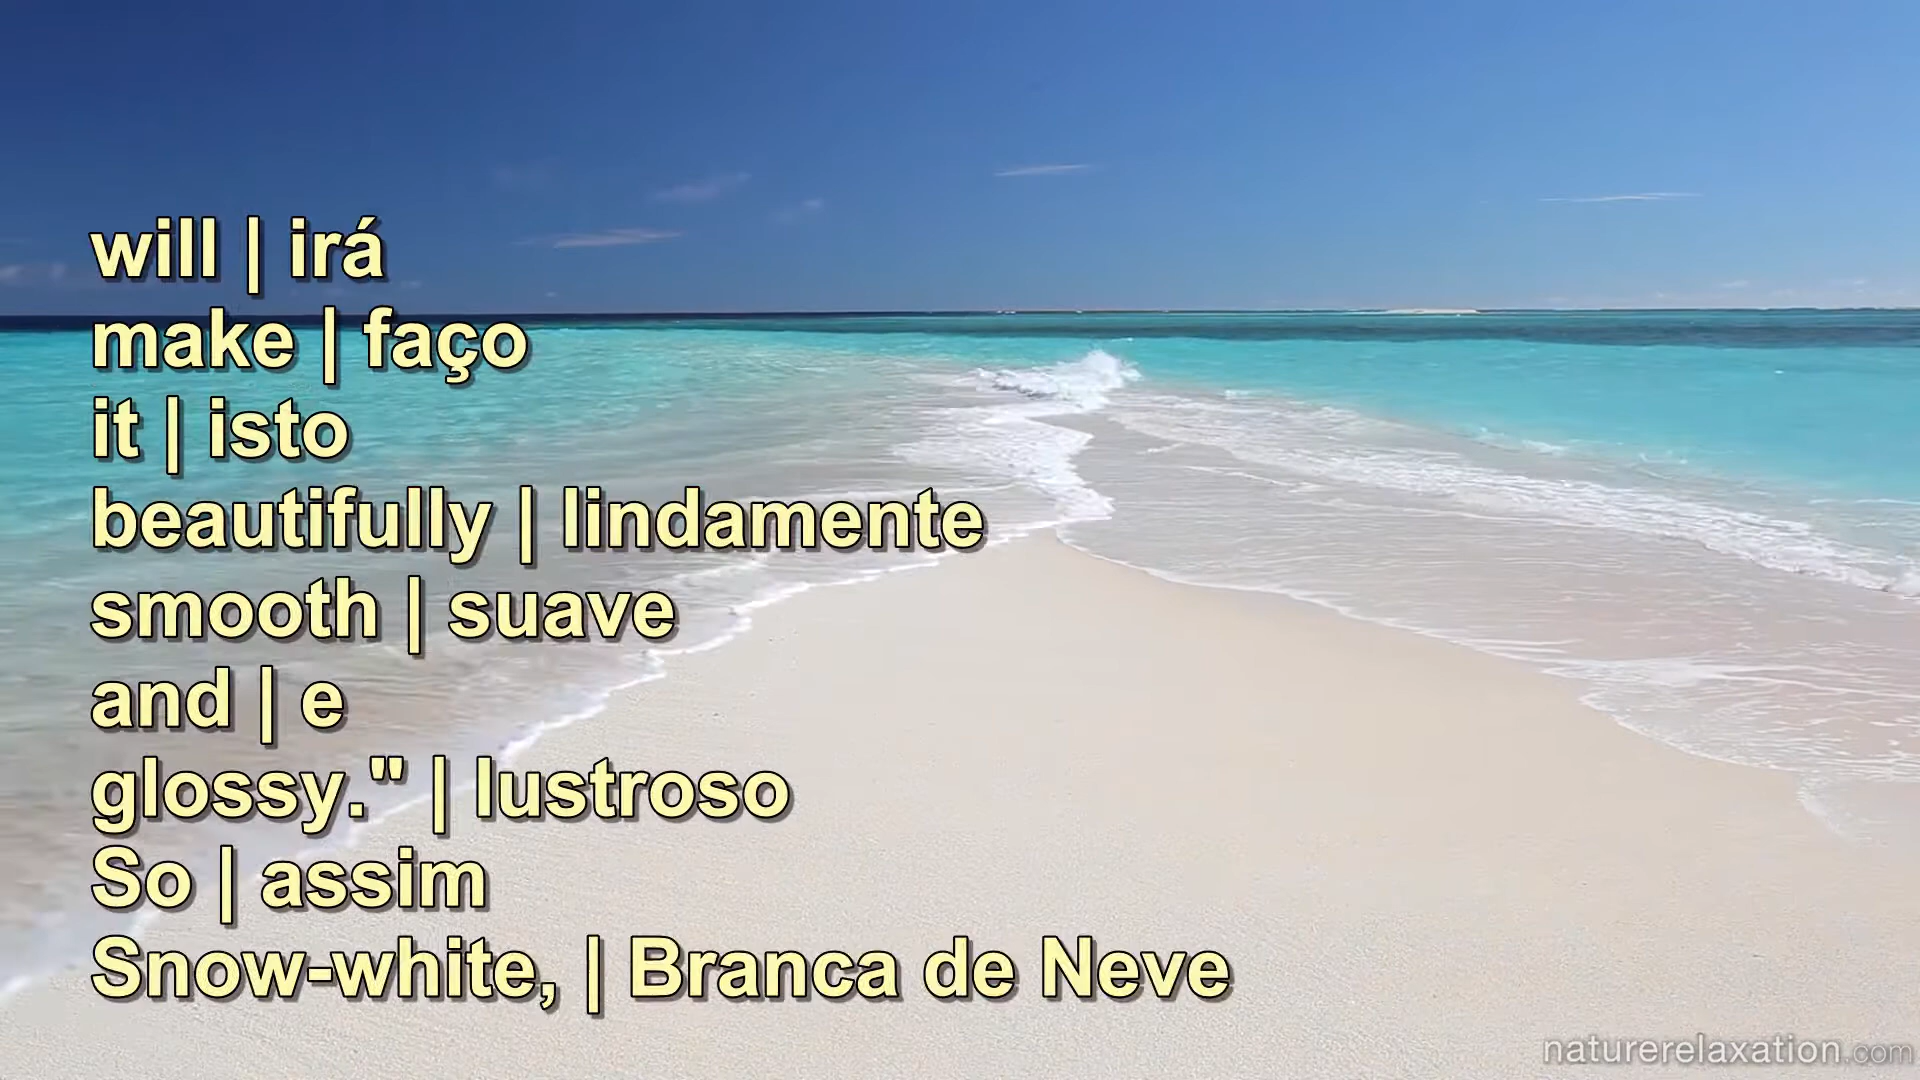 will | irá
make | faço
it | isto
beautifully | lindamente
smooth | suave
and | e
glossy." | lustroso
So | assim
Snow-white, | Branca de Neve
naturerelaxation.com